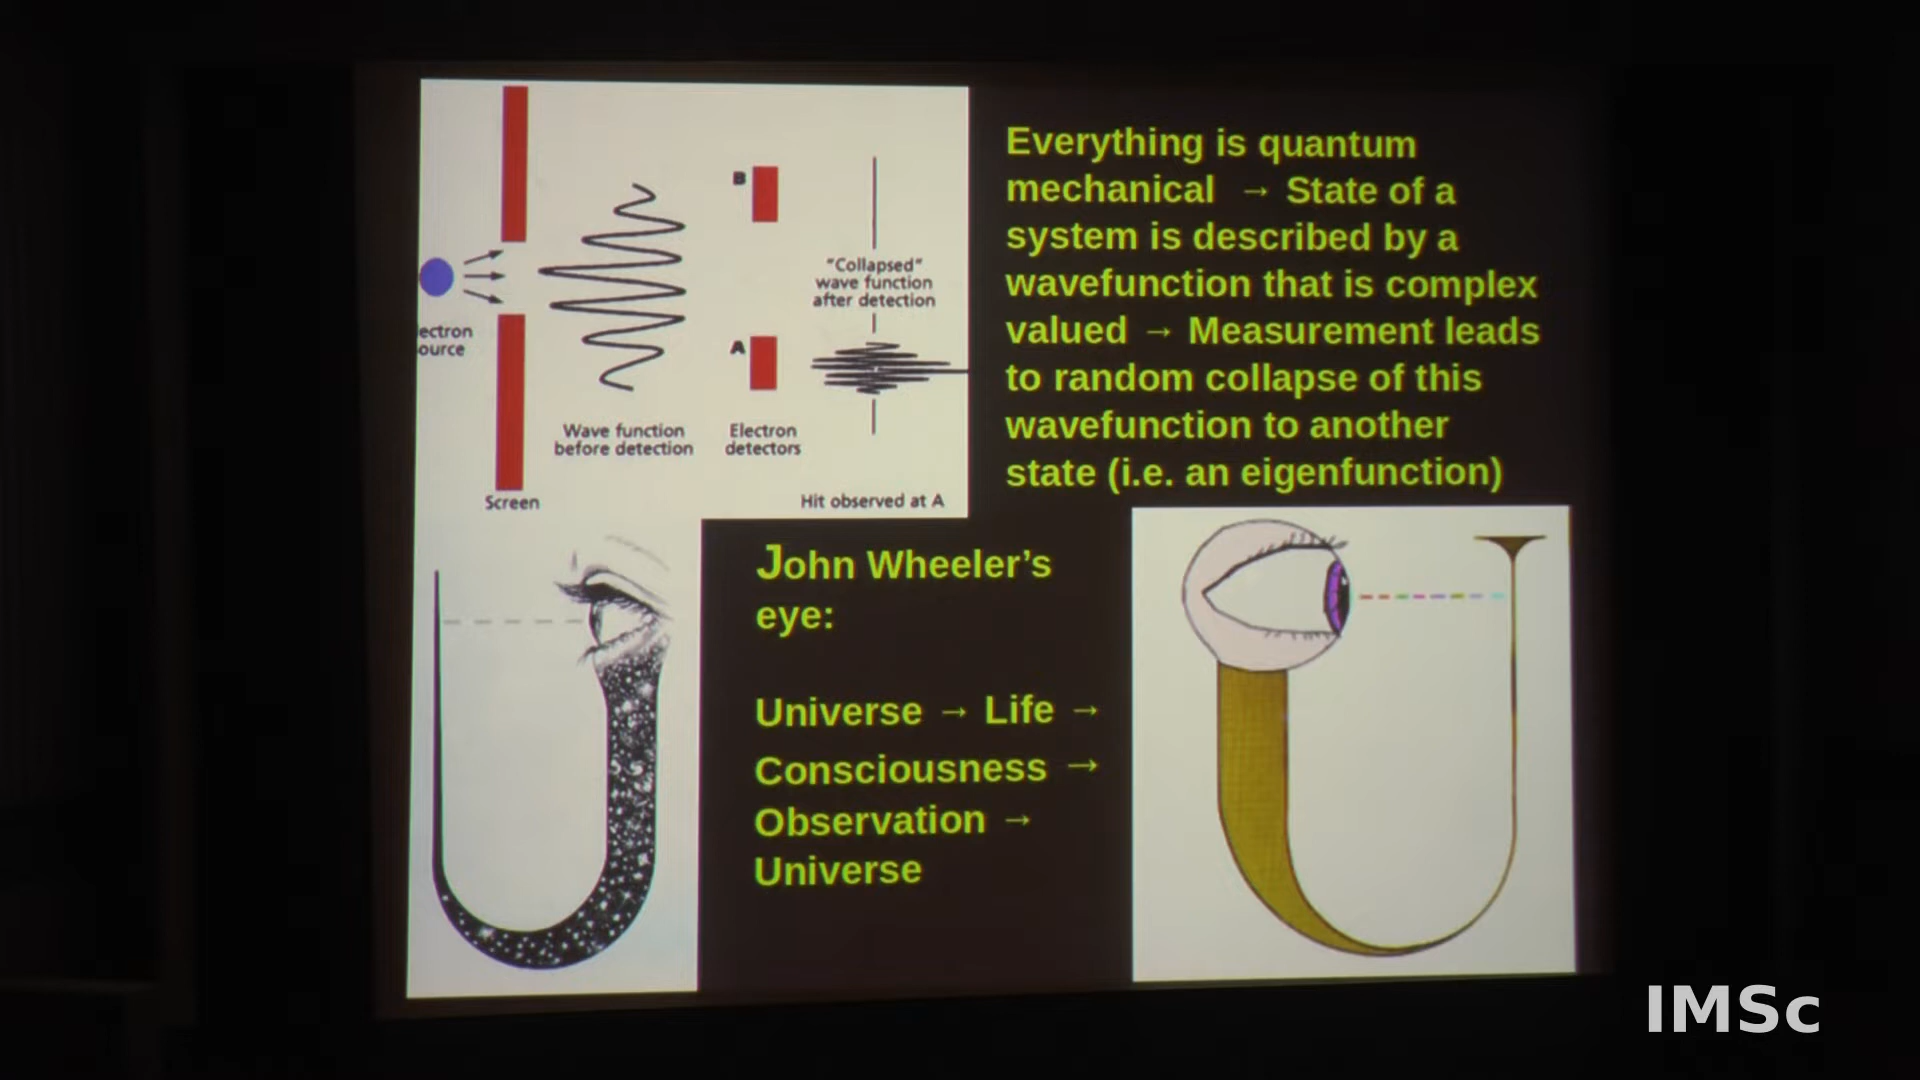 Everything is quantum
mechanical → State of a
system is described by a
wavefunction that is complex
valued → Measurement leads
to random collapse of this
wavefunction to another
state (i.e. an eigenfunction)
B
"Collapsed"
wave function
after detection
ectron
ource
A
Wave function
before detection
Electron
detectors
Screen
Hit observed at A
John Wheeler's
eye:
Universe → Life →
Consciousness →
Observation →
Universe
IMSc